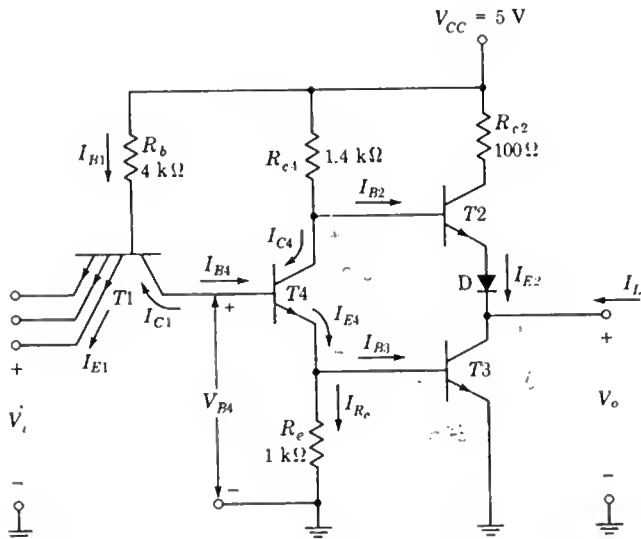 V_CC = 5 V
I_B1
R_b
4 kΩ
R_c4
1.4 kΩ
R_c2
100 Ω
I_B2
T2
I_C4
I_B4
T4
T1
I_C1
I_E1
D
I_E2
I_L
+
I_E4
I_B3
T3
+
V_i
V_B4
I_Re
R_e
1 kΩ
V_o
+
-
-
-